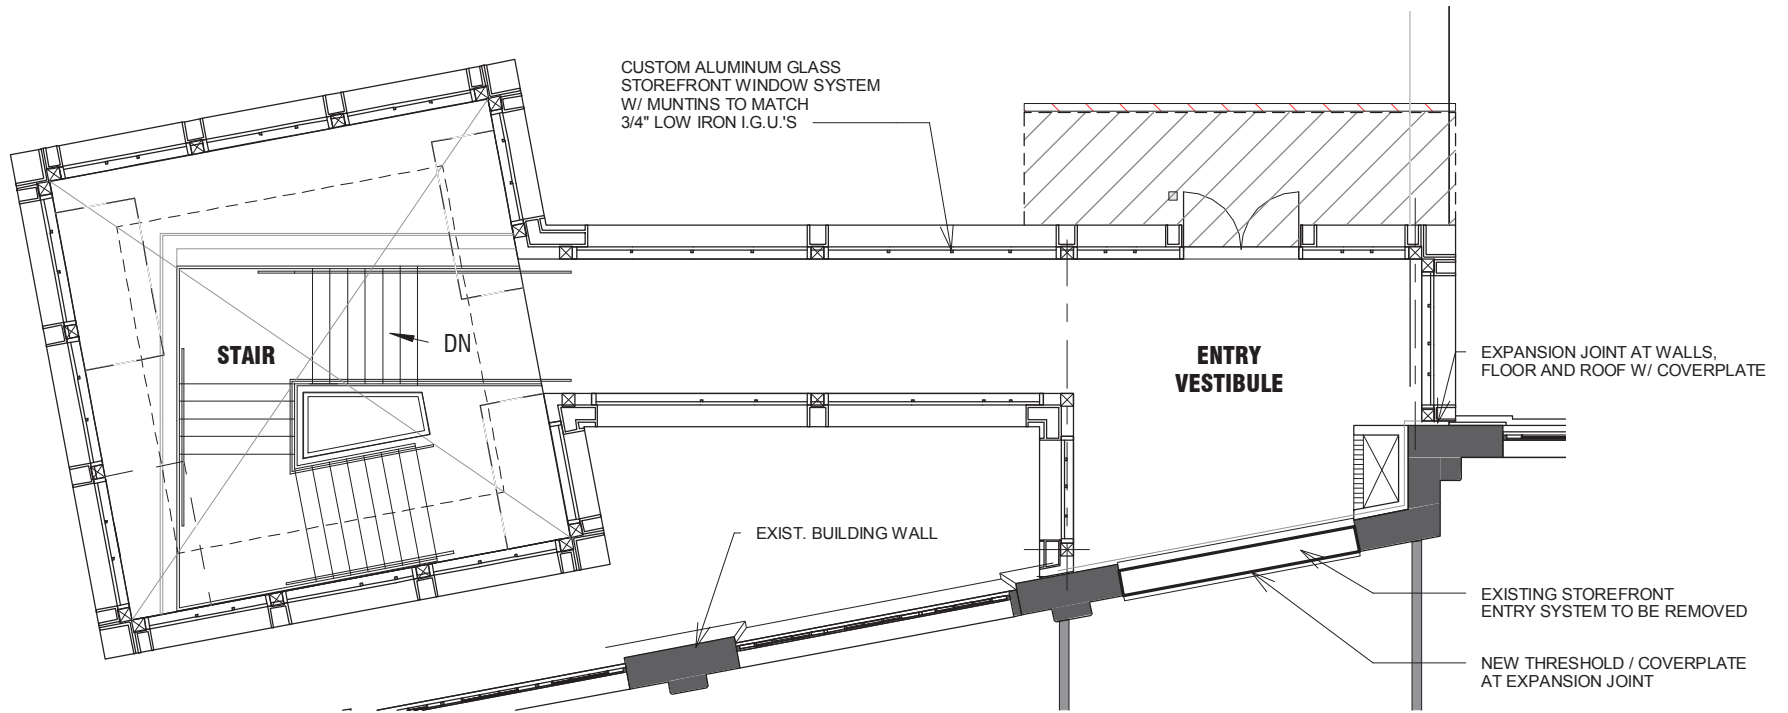 CUSTOM ALUMINUM GLASS
STOREFRONT WINDOW SYSTEM
W/ MUNTINS TO MATCH
3/4" LOW IRON I.G.U.'S
STAIR
DN
ENTRY
VESTIBULE
EXPANSION JOINT AT WALLS,
FLOOR AND ROOF W/ COVERPLATE
EXIST. BUILDING WALL
EXISTING STOREFRONT
ENTRY SYSTEM TO BE REMOVED
NEW THRESHOLD / COVERPLATE
AT EXPANSION JOINT